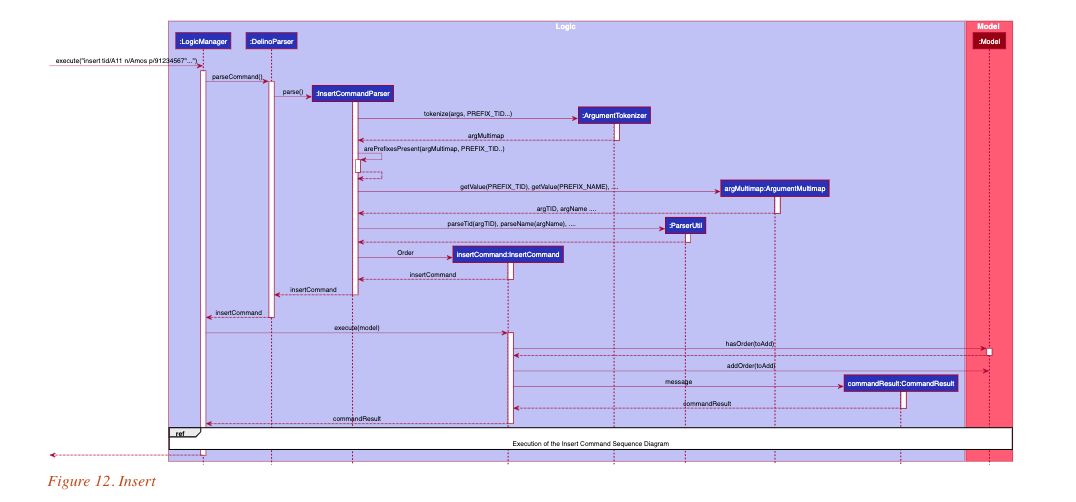 Logic
Model
:LogicManager
:DelinoParser
:Model
execute("insert tid/A11 n/Amos p/91234567"...")
parseCommand()
parse()
:InsertCommandParser
tokenize(args, PREFIX_TID...)
:ArgumentTokenizer
argMultimap
arePrefixesPresent(argMultimap, PREFIX_TID..)
getValue(PREFIX_TID), getValue(PREFIX_NAME), ....
argMultimap:ArgumentMultimap
argTID, argName ....
parseTid(argTID), parseName(argName), ....
:ParserUtil
Order
insertCommand:InsertCommand
insertCommand
insertCommand
insertCommand
execute(model)
hasOrder(toAdd)
addOrder(toAdd)
message
commandResult:CommandResult
commandResult
commandResult
ref
Execution of the Insert Command Sequence Diagram
Figure 12. Insert